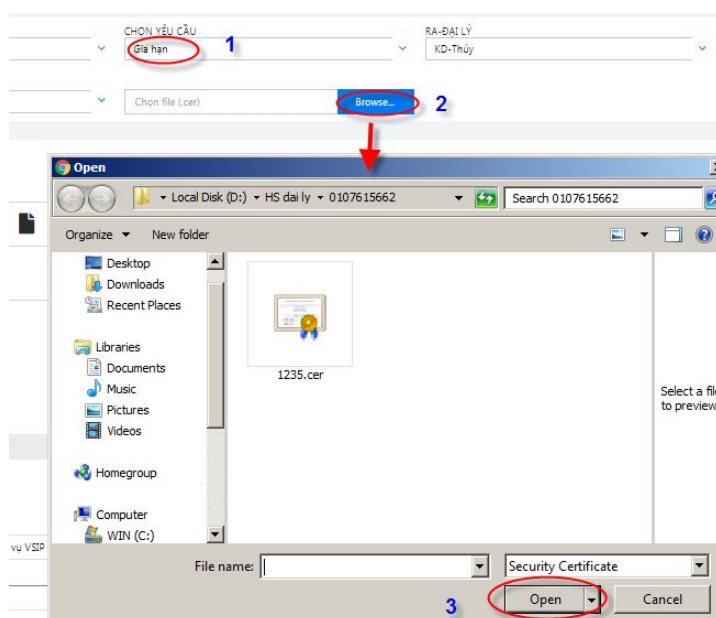 CHỌN YÊU CẦU
RA-ĐẠI LÝ
Gia hạn
1
KD-Thúy
Chọn file (.cer)
Browse...
2
Open
Local Disk (D:) HS dai ly 0107615662
Search 0107615662
Organize
New folder
Desktop
Downloads
Recent Places
Libraries
Documents
Music
Pictures
Videos
Homegroup
Computer
WIN (C:)
1235.cer
Select a fil
to preview
vụ VSIP
File name:
Security Certificate
3
Open
Cancel